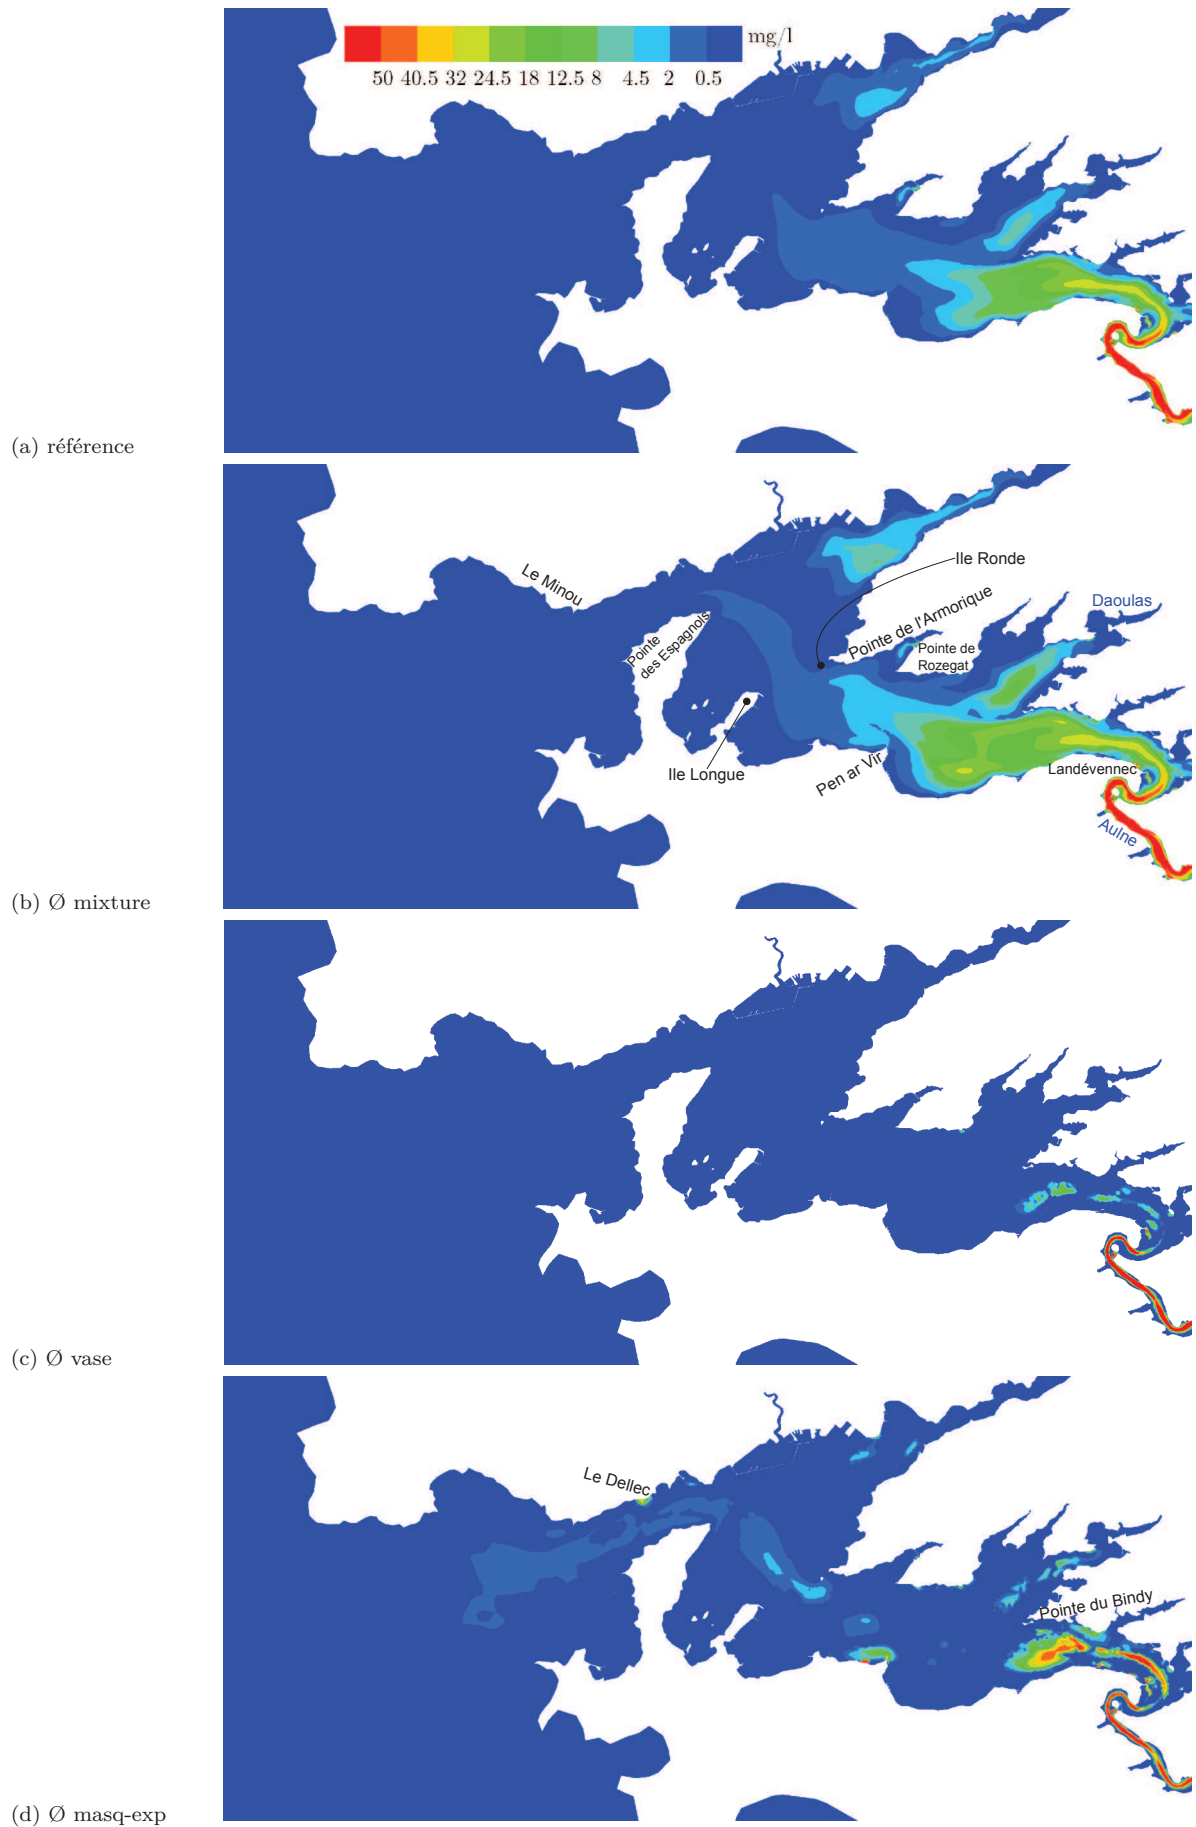 mg/l
50 40.5 32 24.5 18 12.5 8 4.5 2 0.5
(a) référence
Le Minou
Pointe
des Espagnols
Ile Ronde
Pointe de l'Armorique
Daoulas
Pointe de
Rozegat
Ile Longue
Pen ar Vir
Landévennec
Aulne
(b) Ø mixture
(c) Ø vase
Le Dellec
Pointe du Bindy
(d) Ø masq-exp